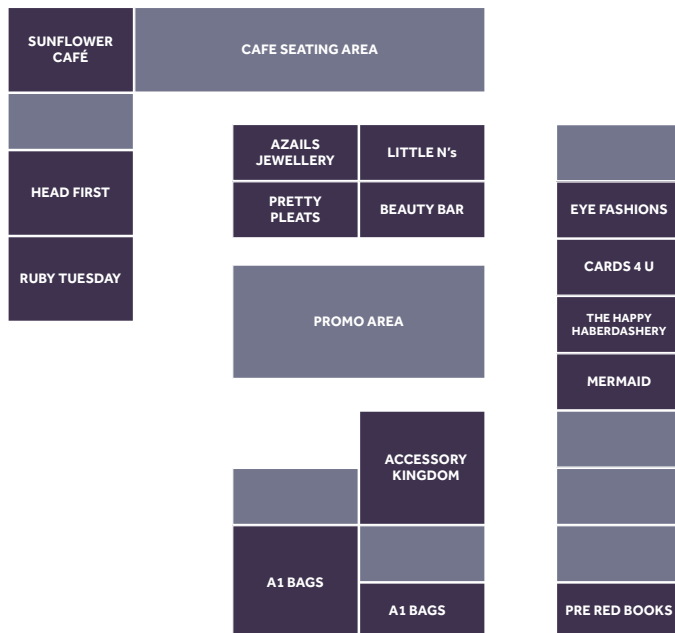 SUNFLOWER
CAFÉ
CAFE SEATING AREA
AZAILS
JEWELLERY
LITTLE N's
HEAD FIRST
PRETTY
PLEATS
BEAUTY BAR
EYE FASHIONS
RUBY TUESDAY
CARDS 4 U
PROMO AREA
THE HAPPY
HABERDASHERY
MERMAID
ACCESSORY
KINGDOM
A1 BAGS
A1 BAGS
PRE RED BOOKS